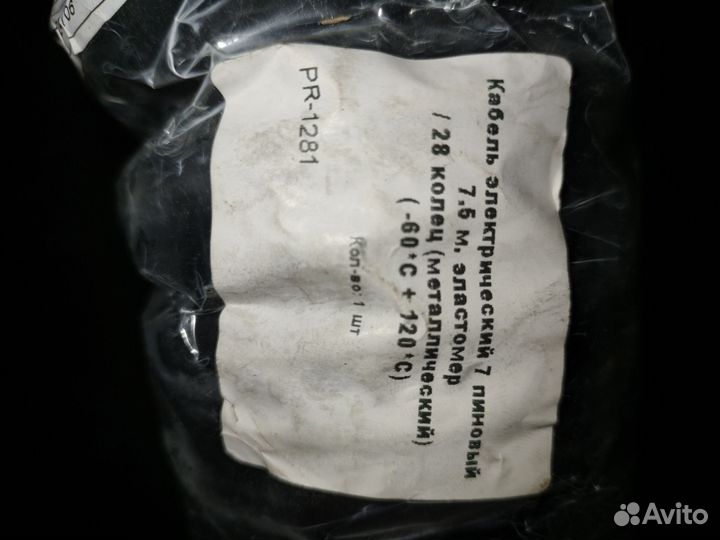 Кабель электрический 7 пиновый
7.5 м, эластомер
/ 28 колец (металлический)
( -60*С + 120*С)
Кол-во: 1 шт
PR-1281
Avito